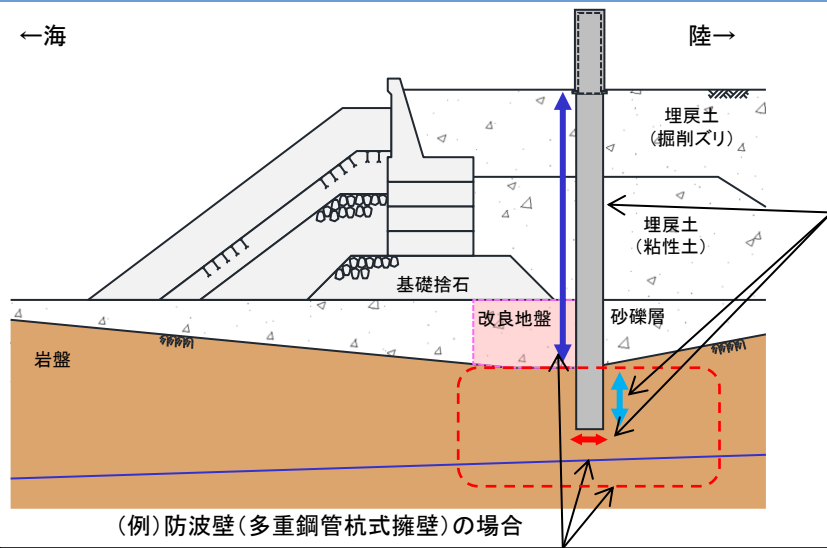 ←海
陸→
埋戻土
(掘削ズリ)
埋戻土
(粘性土)
基礎捨石
改良地盤
砂礫層
岩盤
(例)防波壁(多重鋼管杭式擁壁)の場合